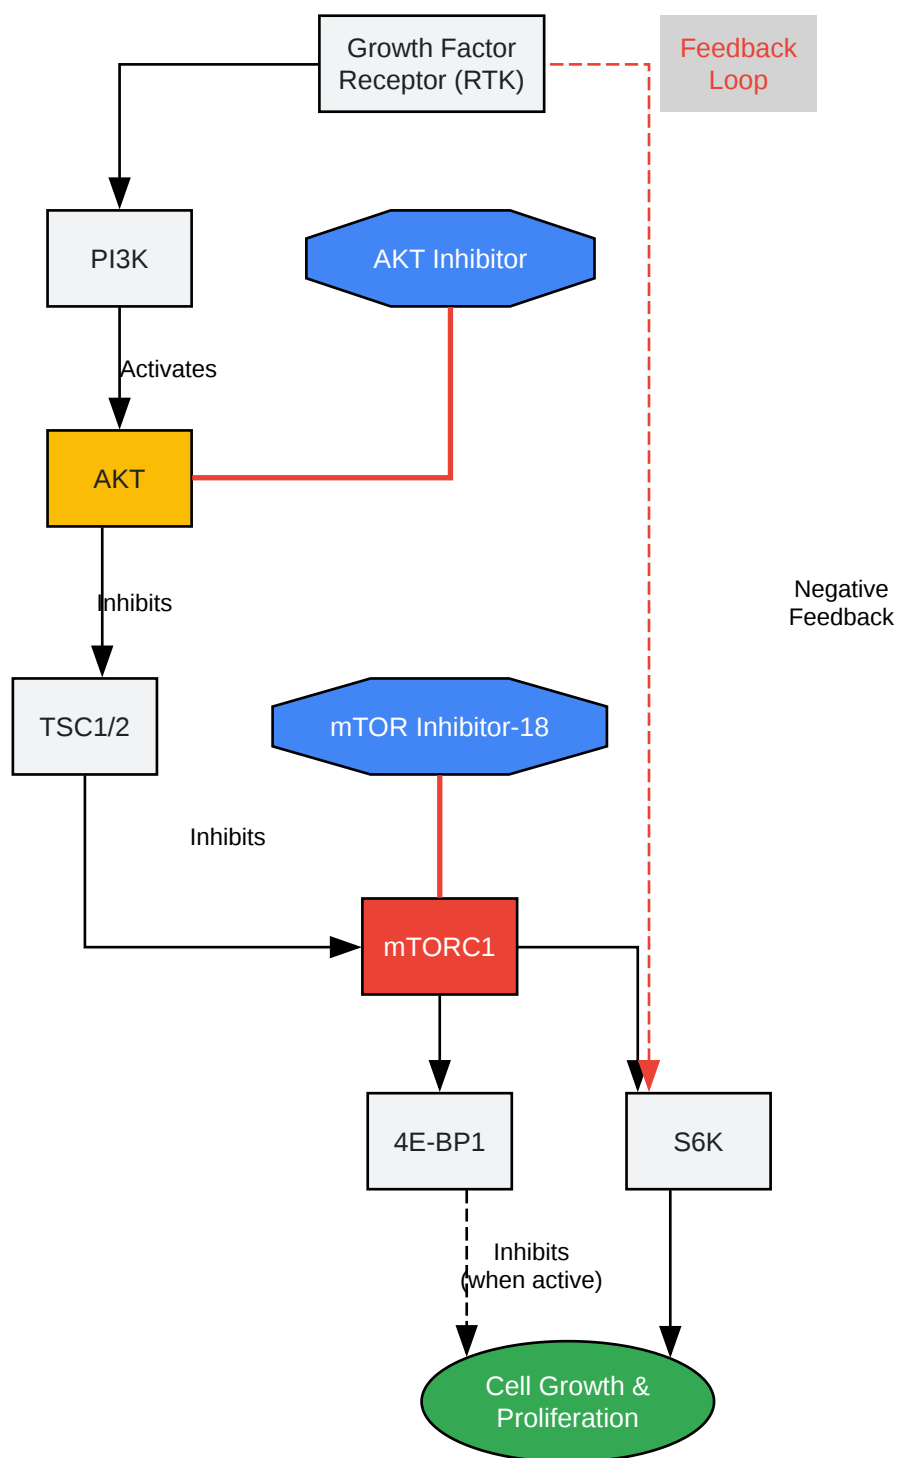 Growth Factor
Receptor (RTK)
Feedback
Loop
PI3K
AKT Inhibitor
Activates
AKT
Inhibits
Negative
Feedback
TSC1/2
mTOR Inhibitor-18
Inhibits
mTORC1
4E-BP1
S6K
Inhibits
(when active)
Cell Growth &
Proliferation